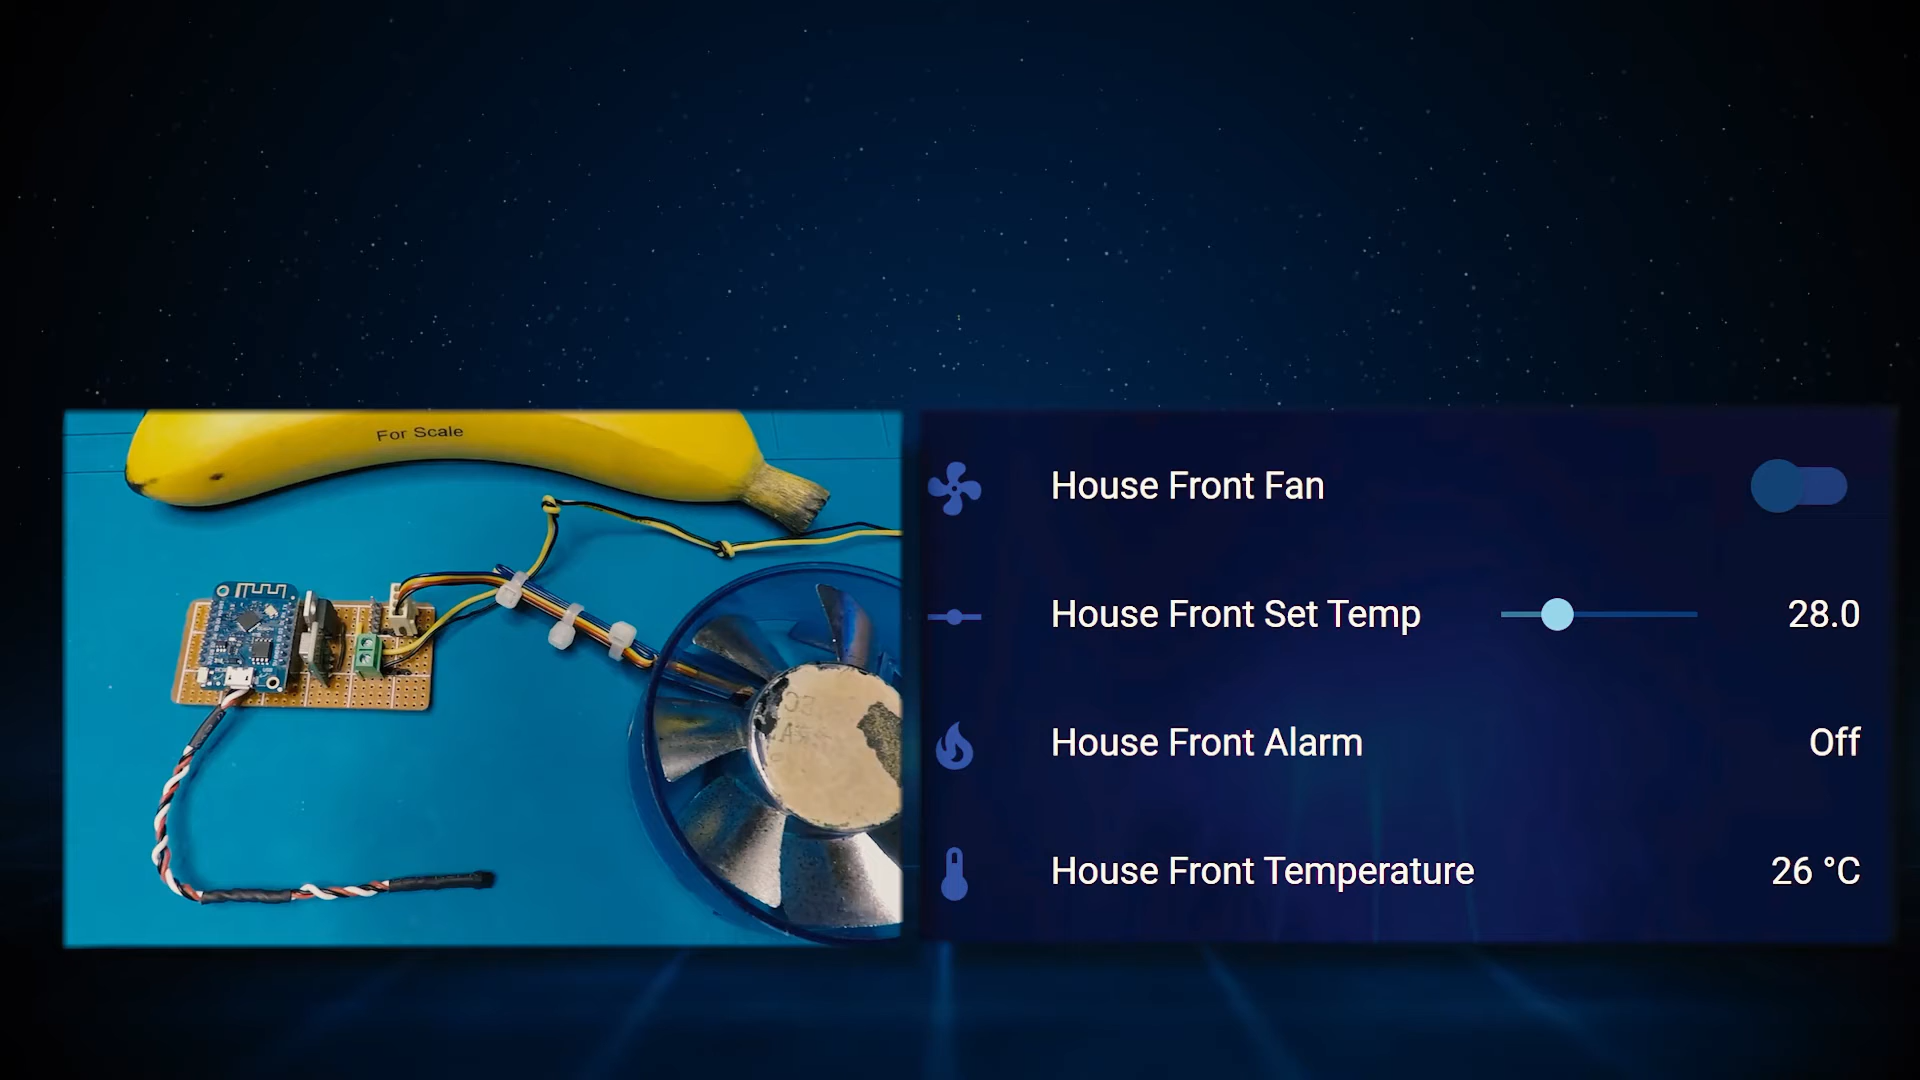 For Scale
House Front Fan
House Front Set Temp 28.0
House Front Alarm Off
House Front Temperature 26 °C